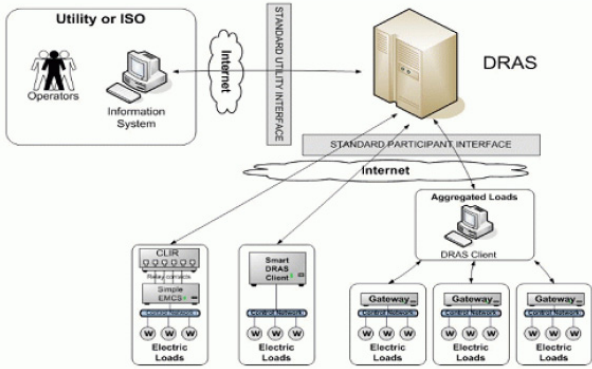 Utility or ISO
Operators
Information
System
Internet
STANDARD UTILITY INTERFACE
DRAS
STANDARD PARTICIPANT INTERFACE
Internet
Aggregated Loads
DRAS Client
CLIR
Relay contacts
Simple
EMCS
Control Network
W W W
Electric
Loads
Smart
DRAS
Client
Control Network
W W W
Electric
Loads
Gateway
Control Network
W W W
Electric
Loads
Gateway
Control Network
W W W
Electric
Loads
Gateway
Control Network
W W W
Electric
Loads